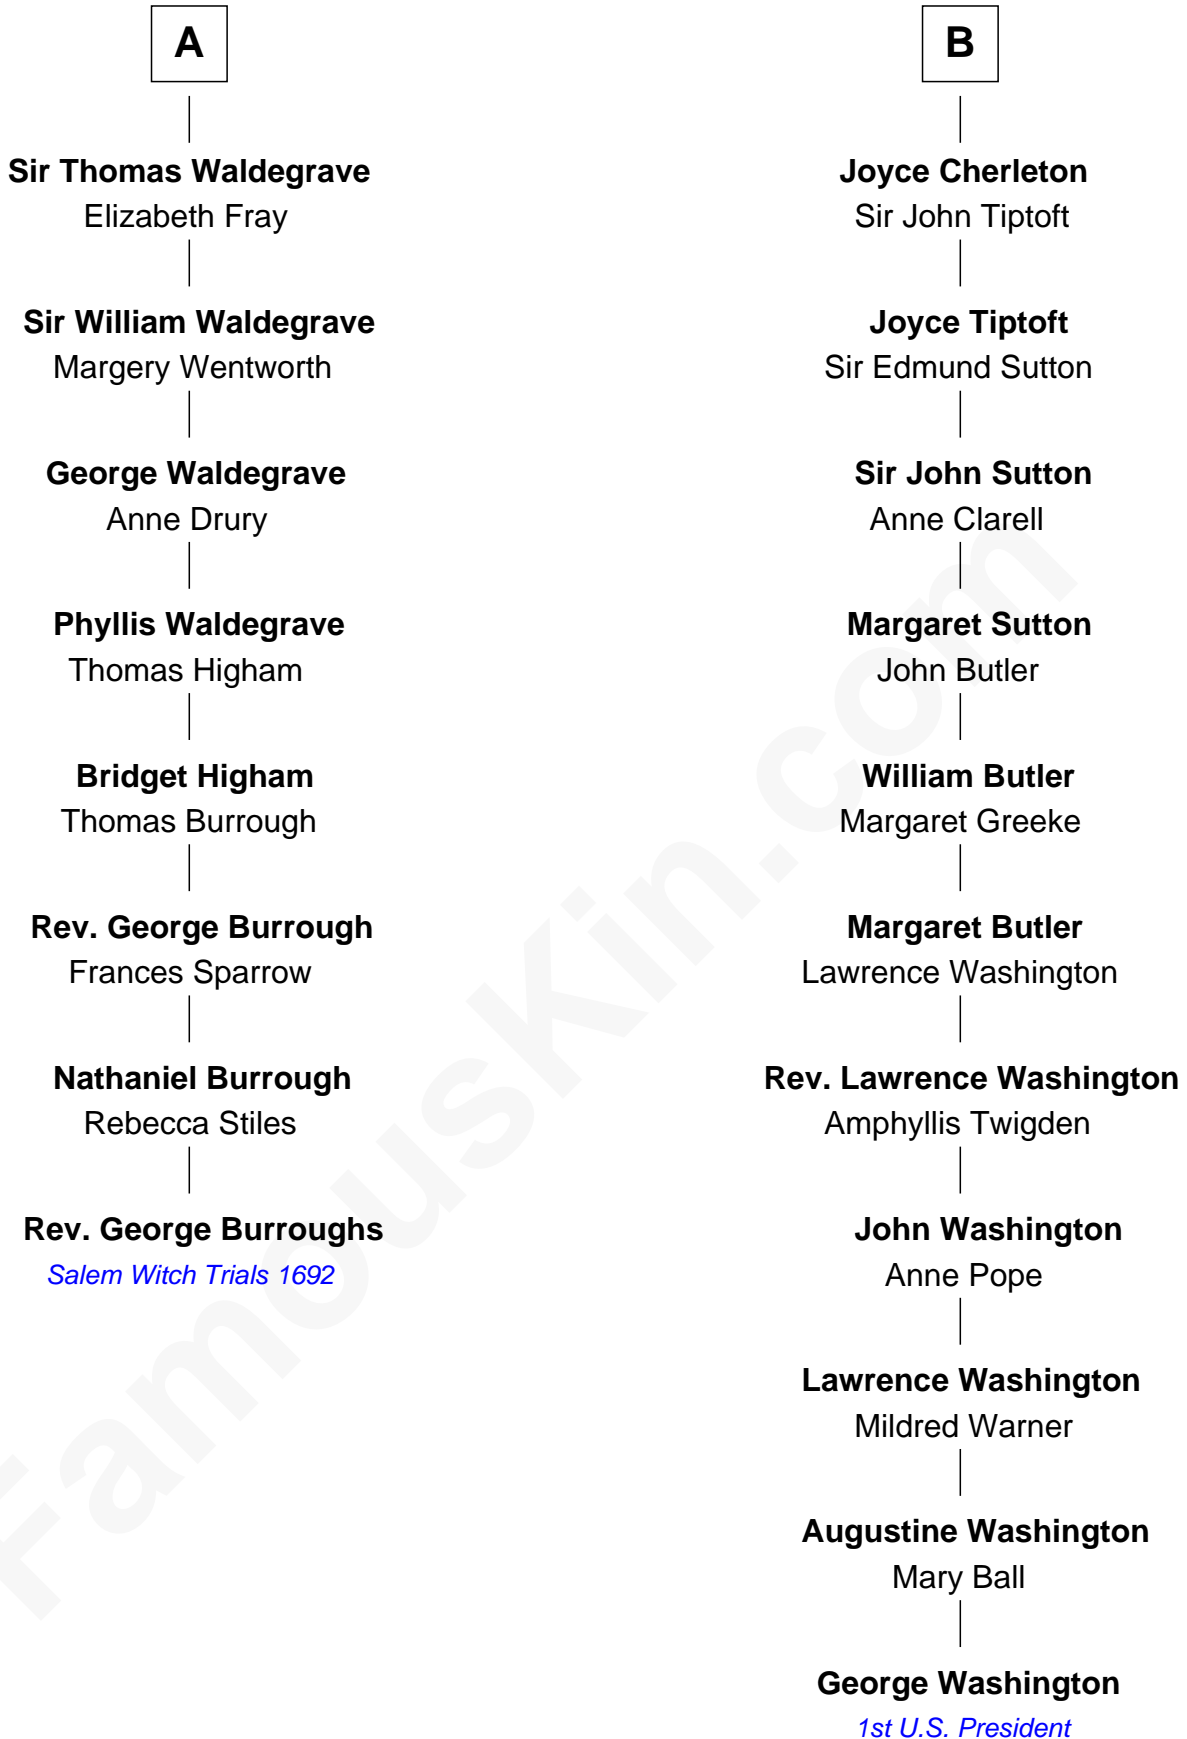 A
Sir Thomas Waldegrave
Elizabeth Fray
Sir William Waldegrave
Margery Wentworth
George Waldegrave
Anne Drury
Phyllis Waldegrave
Thomas Higham
Bridget Higham
Thomas Burrough
Rev. George Burrough
Frances Sparrow
Nathaniel Burrough
Rebecca Stiles
Rev. George Burroughs
Salem Witch Trials 1692
B
Joyce Cherleton
Sir John Tiptoft
Joyce Tiptoft
Sir Edmund Sutton
Sir John Sutton
Anne Clarell
Margaret Sutton
John Butler
William Butler
Margaret Greeke
Margaret Butler
Lawrence Washington
Rev. Lawrence Washington
Amphyllis Twigden
John Washington
Anne Pope
Lawrence Washington
Mildred Warner
Augustine Washington
Mary Ball
George Washington
1st U.S. President
FamousKin.com